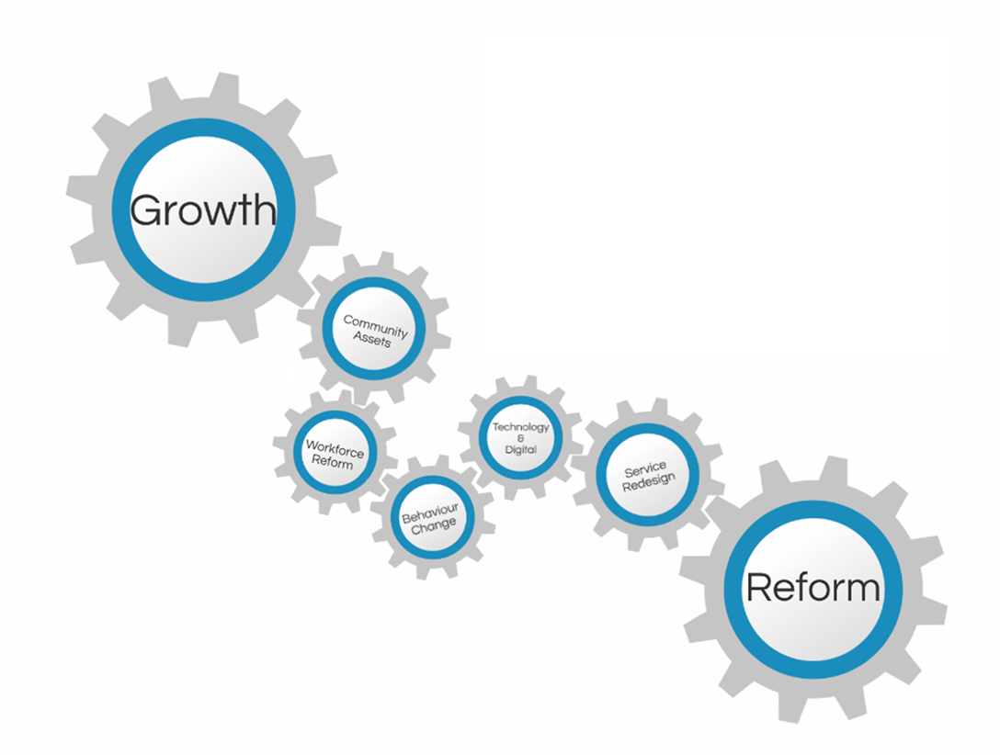 Growth
Community
Assets
Workforce
Reform
Behaviour
Change
Technology
&
Digital
Service
Redesign
Reform